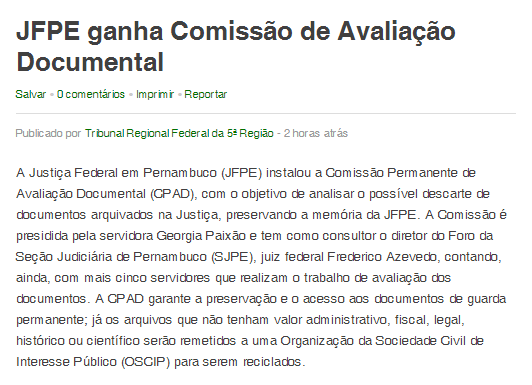 JFPE ganha Comissão de Avaliação
Documental
Salvar • 0 comentários • Imprimir • Reportar
Publicado por Tribunal Regional Federal da 5ª Região - 2 horas atrás
A Justiça Federal em Pernambuco (JFPE) instalou a Comissão Permanente de
Avaliação Documental (CPAD), com o objetivo de analisar o possível descarte de
documentos arquivados na Justiça, preservando a memória da JFPE. A Comissão é
presidida pela servidora Georgia Paixão e tem como consultor o diretor do Foro da
Seção Judiciária de Pernambuco (SJPE), juiz federal Frederico Azevedo, contando,
ainda, com mais cinco servidores que realizam o trabalho de avaliação dos
documentos. A CPAD garante a preservação e o acesso aos documentos de guarda
permanente; já os arquivos que não tenham valor administrativo, fiscal, legal,
histórico ou científico serão remetidos a uma Organização da Sociedade Civil de
Interesse Público (OSCIP) para serem reciclados.